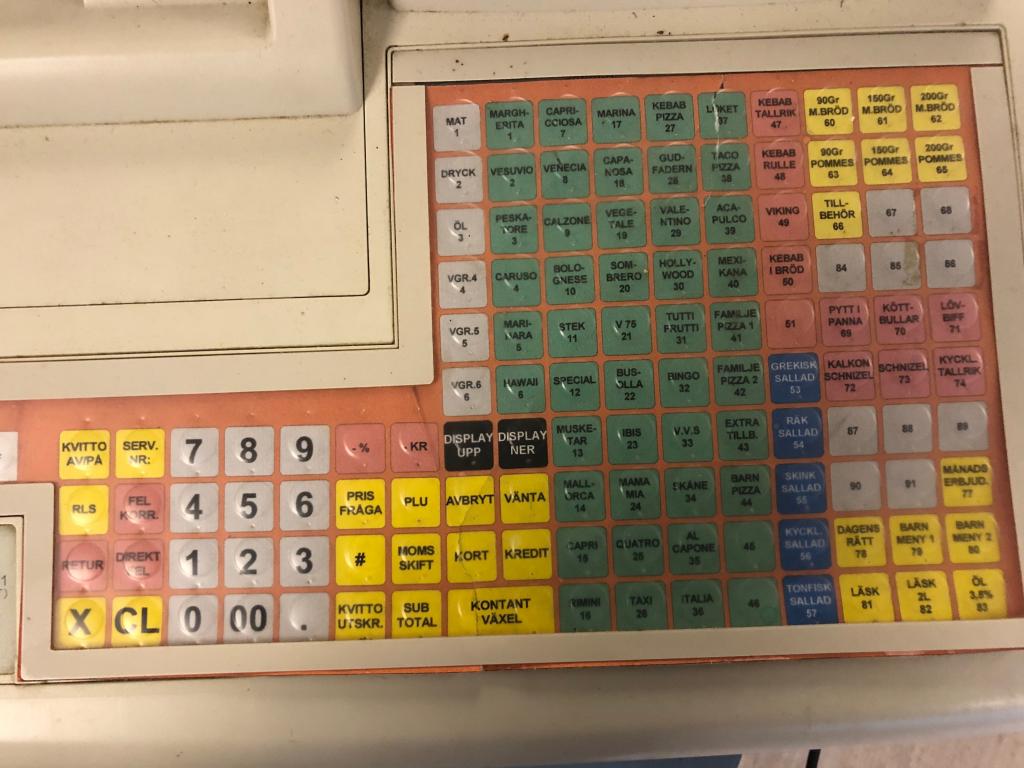 MAT
1
MARGH-
ERITA
1
CAPRI-
CCIOSA
7
MARINA
17
KEBAB
PIZZA
27
37
KEBAB
TALLRIK
47
90Gr
M.BRÖD
60
150Gr
M.BRÖD
61
200Gr
M.BRÖD
62
DRYCK
2
VESUVIO
2
VENECIA
8
CAPA-
NOSA
18
GUD-
FADERN
28
TACO
PIZZA
38
KEBAB
RULLE
48
90Gr
POMMES
63
150Gr
POMMES
64
200Gr
POMMES
65
ÖL
3
PESKA-
TORE
3
CALZONE
9
VEGE-
TALE
19
VALE-
NTINO
29
ACA-
PULCO
39
VIKING
49
TILL-
BEHÖR
66
67
68
VGR.4
4
CARUSO
4
BOLO-
GNESE
10
SOM-
BRERO
20
HOLLY-
WOOD
30
MEXI-
KANA
40
KEBAB
I BRÖD
50
84
85
86
VGR.5
5
MARI-
NARA
5
STEK
11
V 75
21
TUTTI
FRUTTI
31
FAMILJE
PIZZA 1
41
51
PYTT I
PANNA
69
KÖTT-
BULLAR
70
LÖV-
BIFF
71
VGR.6
6
HAWAII
6
SPECIAL
12
BUS-
OLLA
22
BINGO
32
FAMILJE
PIZZA 2
42
GREKISK
SALLAD
53
KALKON
SCHNIZEL
72
SCHNIZEL
73
KYCKL.
TALLRIK
74
KVITTO
AV/PÅ
SERV.
NR:
7
8
9
- %
- KR
DISPLAY
UPP
DISPLAY
NER
MUSKE-
TAR
13
IBIS
23
V.V.S
33
EXTRA
TILLB.
43
RÄK
SALLAD
54
87
88
89
RLS
FEL
KORR.
4
5
6
PRIS
FRÅGA
PLU
AVBRYT
VÄNTA
MALL-
ORCA
14
MAMA
MIA
24
SKÅNE
34
BARN
PIZZA
44
SKINK
SALLAD
55
90
91
MÅNADS
ERBJUD.
77
RETUR
DIREKT
1
2
3
#
MOMS
SKIFT
KORT
KREDIT
CAPRI
15
QUATRO
25
AL
CAPONE
35
45
KYCKL.
SALLAD
56
DAGENS
RÄTT
78
BARN
MENY 1
79
BARN
MENY 2
80
X
CL
0
00
.
KVITTO
UTSKR.
SUB
TOTAL
KONTANT
VÄXEL
RIMINI
16
TAXI
26
ITALIA
36
46
TONFISK
SALLAD
57
LÄSK
81
LÄSK
2L
82
ÖL
3,5%
83